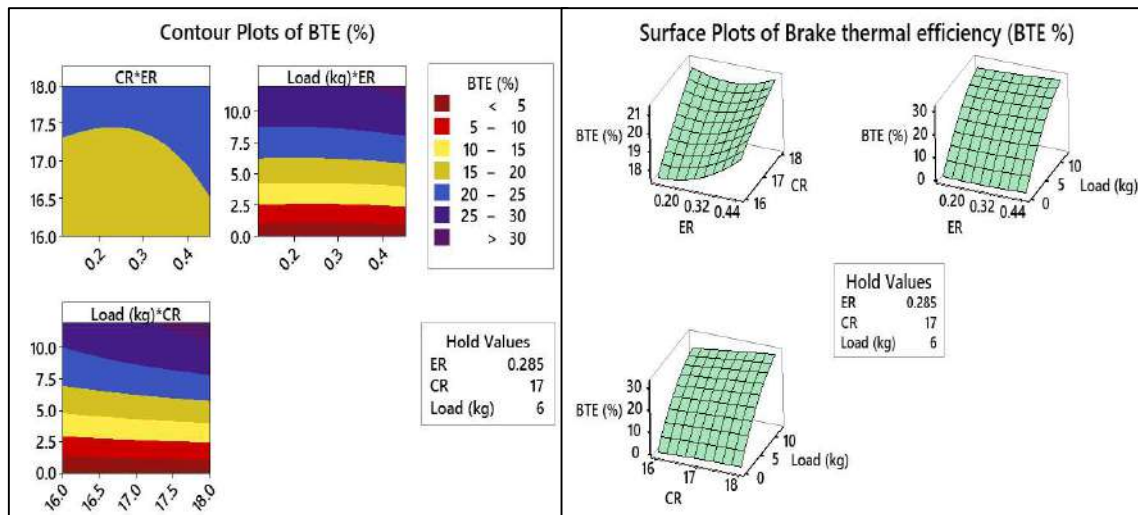 Contour Plots of BTE (%)
CR*ER
18.0
17.5
17.0
16.5
16.0
0.2
0.3
0.4
Load (kg)*ER
10.0
7.5
5.0
2.5
0.0
0.2
0.3
0.4
BTE (%)
< 5
5 – 10
10 – 15
15 – 20
20 – 25
25 – 30
> 30
Load (kg)*CR
10.0
7.5
5.0
2.5
0.0
16.0
16.5
17.0
17.5
18.0
Hold Values
ER 0.285
CR 17
Load (kg) 6
Surface Plots of Brake thermal efficiency (BTE %)
21
20
19
18
BTE (%)
18
17
16
CR
0.20 0.32 0.44
ER
30
20
10
0
BTE (%)
10
5
0
Load (kg)
0.20 0.32 0.44
ER
Hold Values
ER 0.285
CR 17
Load (kg) 6
30
20
10
0
BTE (%)
10
5
0
Load (kg)
16 17 18
CR